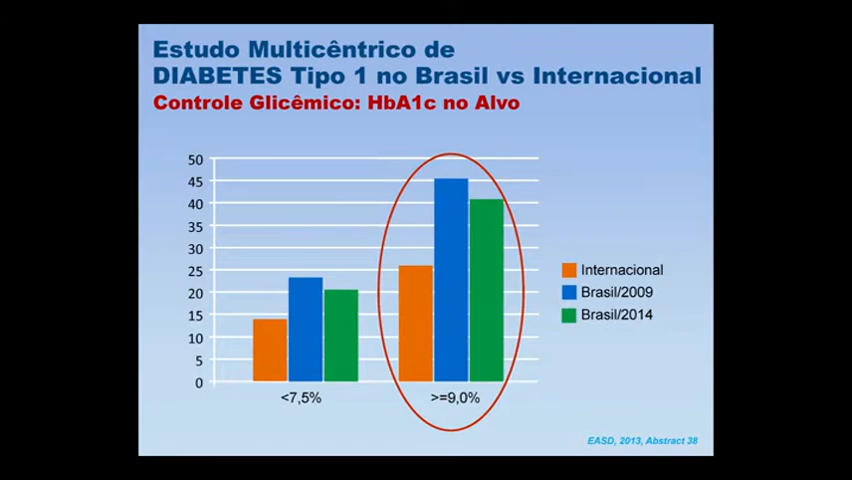 Estudo Multicêntrico de
DIABETES Tipo 1 no Brasil vs Internacional
Controle Glicêmico: HbA1c no Alvo
50
45
40
35
30
25
20
15
10
5
0
<7,5%
>=9,0%
Internacional
Brasil/2009
Brasil/2014
EASD, 2013, Abstract 38